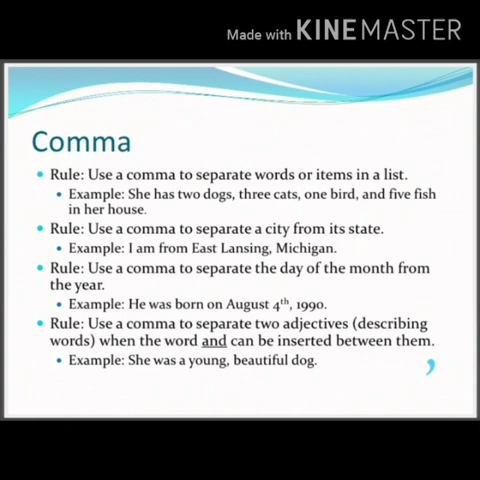 Made with KINEMASTER
Comma
• Rule: Use a comma to separate words or items in a list.
• Example: She has two dogs, three cats, one bird, and five fish
in her house.
• Rule: Use a comma to separate a city from its state.
• Example: I am from East Lansing, Michigan.
• Rule: Use a comma to separate the day of the month from
the year.
• Example: He was born on August 4th, 1990.
• Rule: Use a comma to separate two adjectives (describing
words) when the word and can be inserted between them.
• Example: She was a young, beautiful dog.
,